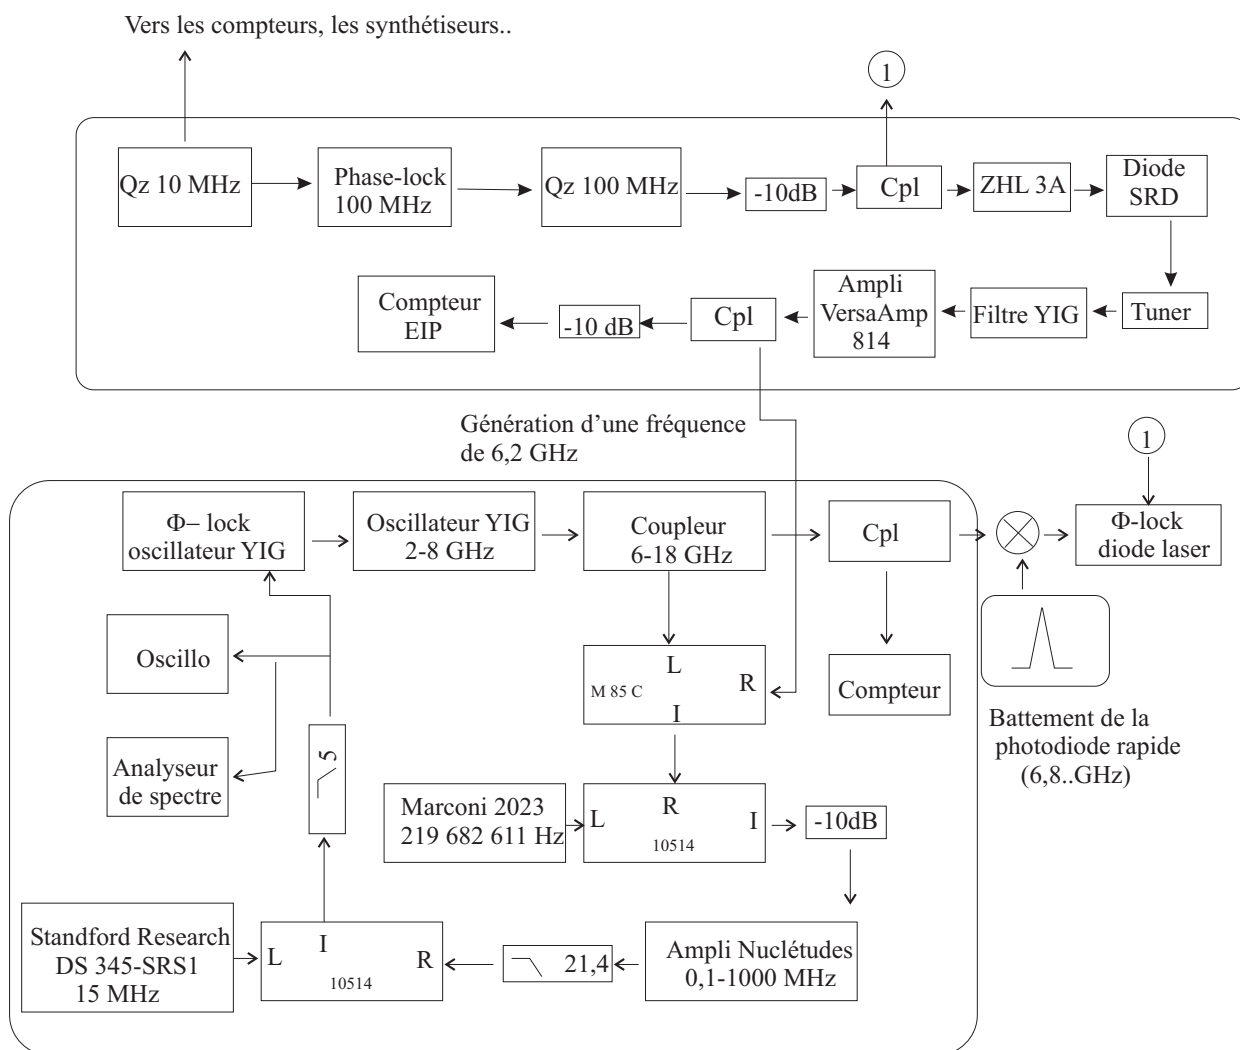 Vers les compteurs, les synthétiseurs..
1
Qz 10 MHz
Phase-lock
100 MHz
Qz 100 MHz
-10dB
Cpl
ZHL 3A
Diode
SRD
Compteur
EIP
-10 dB
Cpl
Ampli
VersaAmp
814
Filtre YIG
Tuner
Génération d'une fréquence
de 6,2 GHz
1
Φ– lock
oscillateur YIG
Oscillateur YIG
2-8 GHz
Coupleur
6-18 GHz
Cpl
Φ-lock
diode laser
Oscillo
L
M 85 C
R
I
Compteur
Battement de la
photodiode rapide
(6,8..GHz)
Analyseur
de spectre
5
Marconi 2023
219 682 611 Hz
L
R
I
10514
-10dB
Standford Research
DS 345-SRS1
15 MHz
L
I
R
10514
21,4
Ampli Nuclétudes
0,1-1000 MHz